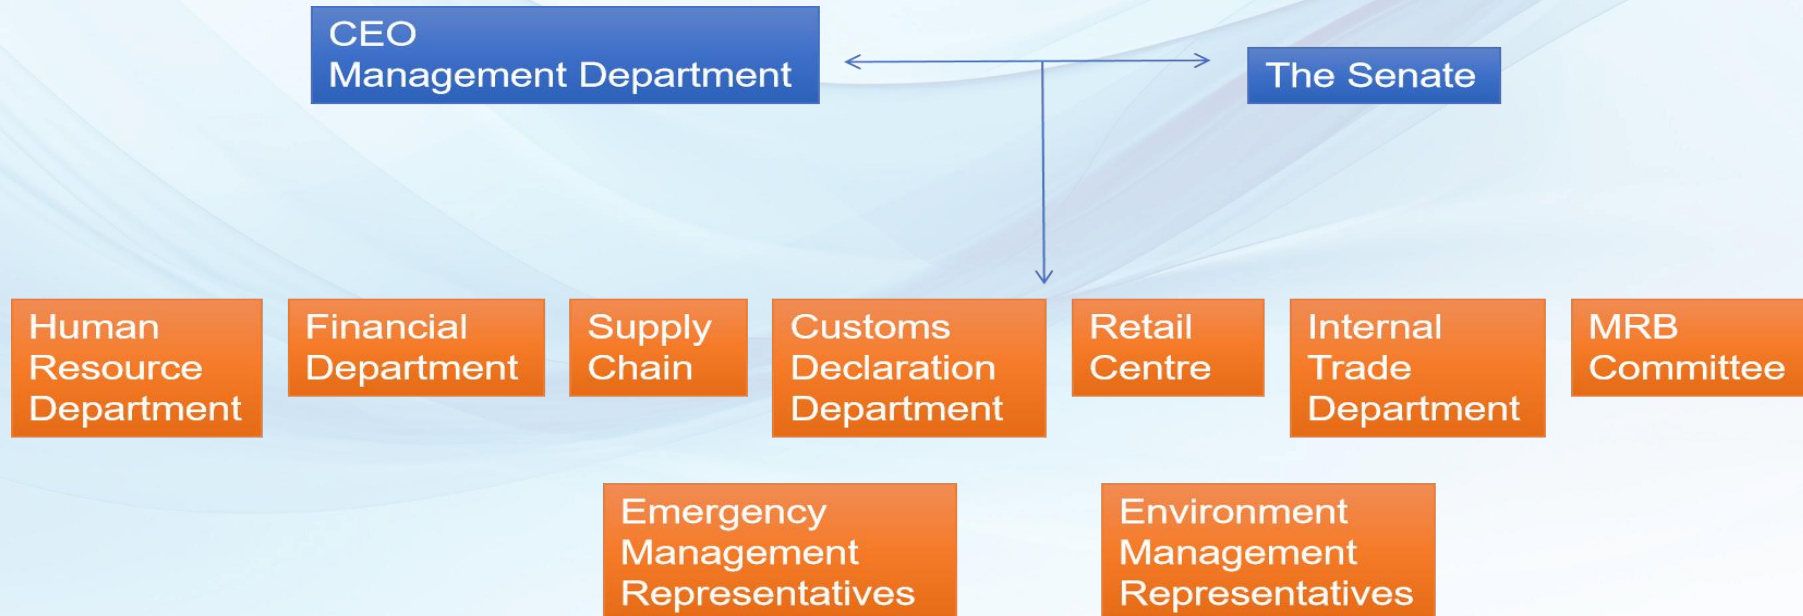 CEO
Management Department
The Senate
Human
Resource
Department
Financial
Department
Supply
Chain
Customs
Declaration
Department
Retail
Centre
Internal
Trade
Department
MRB
Committee
Emergency
Management
Representatives
Environment
Management
Representatives